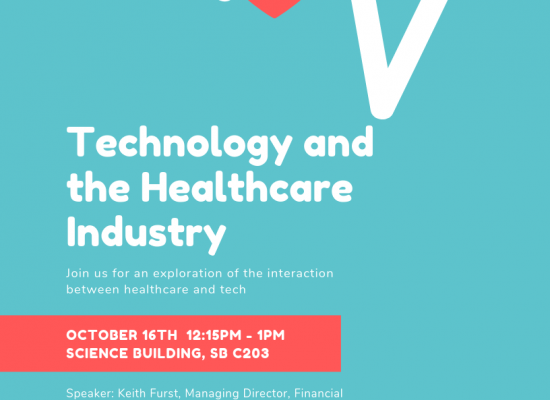 Technology and
the Healthcare
Industry
Join us for an exploration of the interaction
between healthcare and tech
OCTOBER 16TH 12:15PM - 1PM
SCIENCE BUILDING, SB C203
Speaker: Keith Furst, Managing Director, Financial